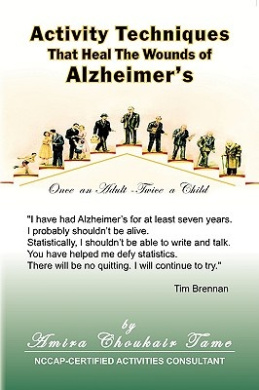 Activity Techniques
That Heal The Wounds of
Alzheimer's
Once an Adult -Twice a Child
"I have had Alzheimer's for at least seven years.
I probably shouldn't be alive.
Statistically, I shouldn't be able to write and talk.
You have helped me defy statistics.
There will be no quitting. I will continue to try."
Tim Brennan
by
Amira Choukair Tame
NCCAP-CERTIFIED ACTIVITIES CONSULTANT